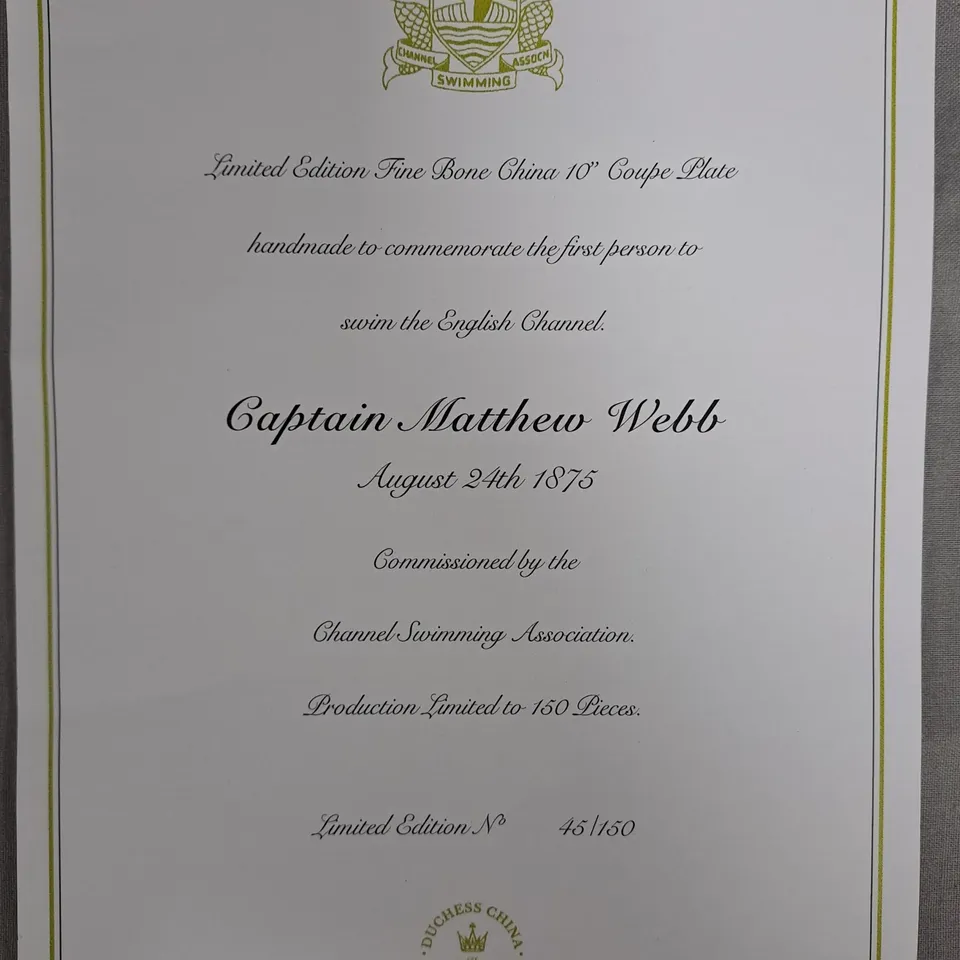 CHANNEL SWIMMING ASSOCN
Limited Edition Fine Bone China 10" Coupe Plate
handmade to commemorate the first person to
swim the English Channel.
Captain Matthew Webb
August 24th 1875
Commissioned by the
Channel Swimming Association.
Production Limited to 150 Pieces.
Limited Edition Nº 45/150
· DUCHESS CHINA ·